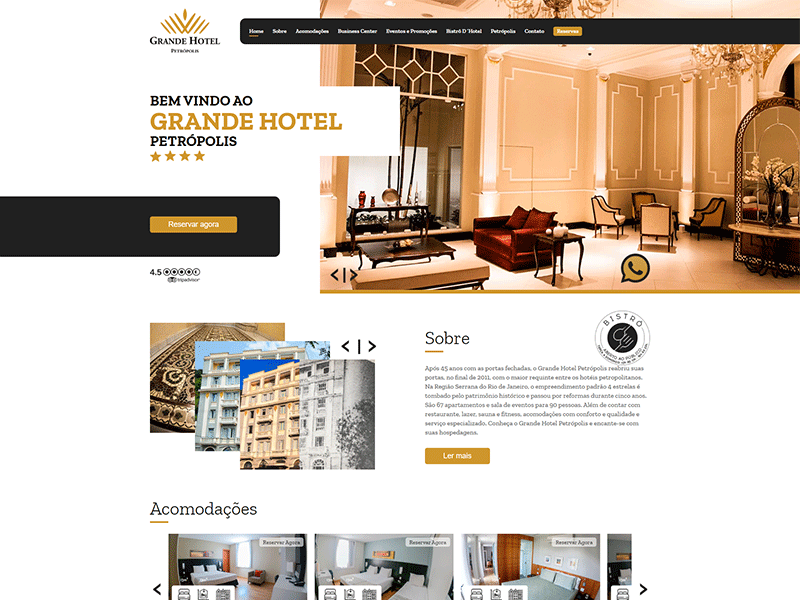 GRANDE HOTEL
PETRÓPOLIS
Home Sobre Acomodações Business Center Eventos e Promoções Bistrô D´Hotel Petrópolis Contato Reservas
BEM VINDO AO
GRANDE HOTEL
PETRÓPOLIS
Reservar agora
4.5
tripadvisor
BISTRÔ
Sobre
Após 45 anos com as portas fechadas, o Grande Hotel Petrópolis reabriu suas
portas, no final de 2011, com o maior requinte entre os hotéis petropolitanos.
Na Região Serrana do Rio de Janeiro, o empreendimento padrão 4 estrelas é
tombado pelo patrimônio histórico e passou por reformas durante cinco anos.
São 67 apartamentos e sala de eventos para 90 pessoas. Além de contar com
restaurante, lazer, sauna e fitness, acomodações com conforto e qualidade e
serviço especializado. Conheça o Grande Hotel Petrópolis e encante-se com
suas hospedagens.
Ler mais
Acomodações
Reservar Agora
Reservar Agora
Reservar Agora